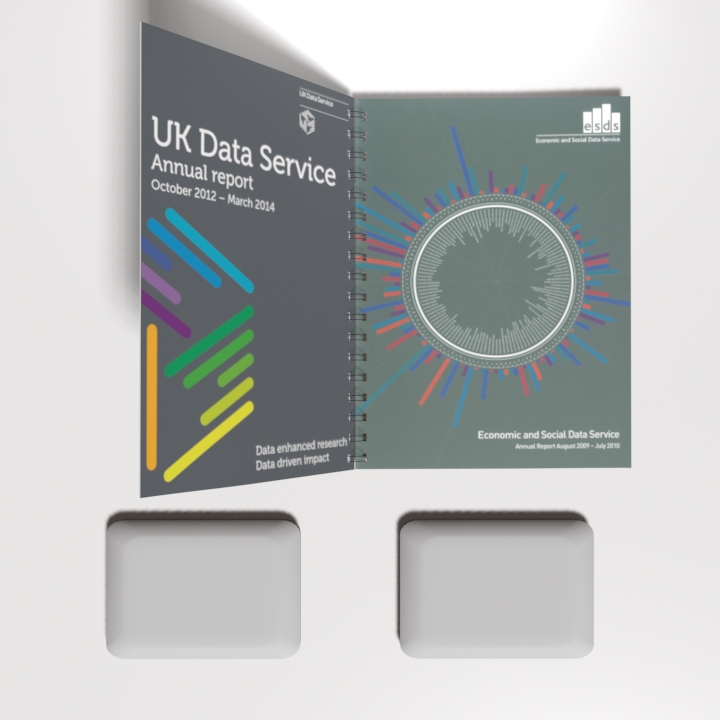 UK Data Service
UK Data Service
Annual report
October 2012 – March 2014
Data enhanced research
Data driven impact
esds
Economic and Social Data Service
Economic and Social Data Service
Annual Report August 2009 – July 2010